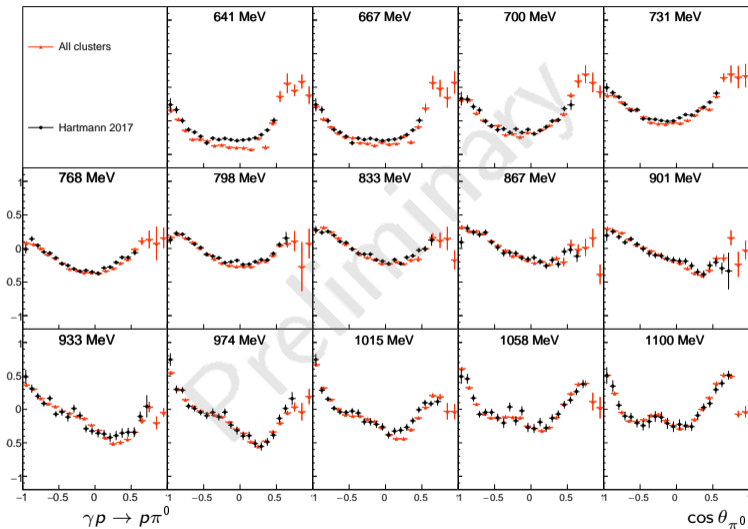 641 MeV 667 MeV 700 MeV 731 MeV
All clusters
Hartmann 2017
768 MeV 798 MeV 833 MeV 867 MeV 901 MeV
1
0.5
0
−0.5
−1
933 MeV 974 MeV 1015 MeV 1058 MeV 1100 MeV
1
0.5
0
−0.5
−1
−1 −0.5 0 0.5 1 −0.5 0 0.5 1 −0.5 0 0.5 1 −0.5 0 0.5 1 −0.5 0 0.5 1
γp → pπ⁰ cos θπ⁰
Preliminary